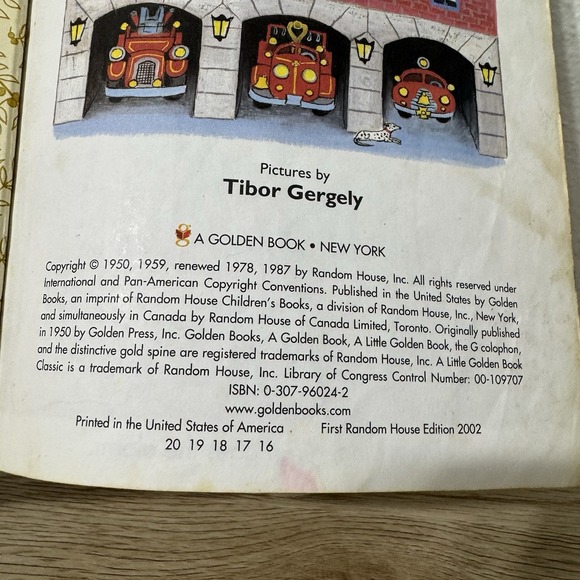 Pictures by
Tibor Gergely
A GOLDEN BOOK • NEW YORK
Copyright © 1950, 1959, renewed 1978, 1987 by Random House, Inc. All rights reserved under
International and Pan-American Copyright Conventions. Published in the United States by Golden
Books, an imprint of Random House Children's Books, a division of Random House, Inc., New York,
and simultaneously in Canada by Random House of Canada Limited, Toronto. Originally published
in 1950 by Golden Press, Inc. Golden Books, A Golden Book, A Little Golden Book, the G colophon,
and the distinctive gold spine are registered trademarks of Random House, Inc. A Little Golden Book
Classic is a trademark of Random House, Inc. Library of Congress Control Number: 00-109707
ISBN: 0-307-96024-2
www.goldenbooks.com
Printed in the United States of America First Random House Edition 2002
20 19 18 17 16